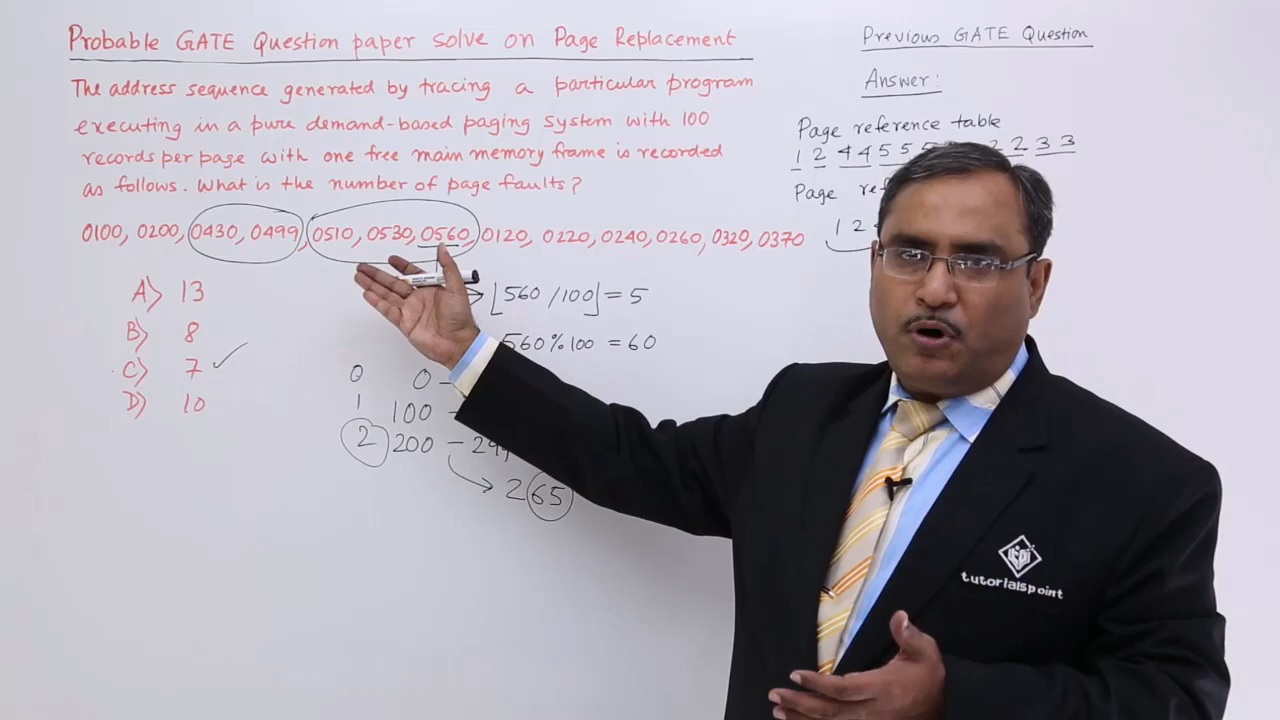 Probable GATE Question paper solve on Page Replacement
The address sequence generated by tracing a particular program
executing in a pure demand-based paging system with 100
records per page with one free main memory frame is recorded
as follows. What is the number of page faults?
0100, 0200, 0430, 0499, 0510, 0530, 0560, 0120, 0220, 0240, 0260, 0320, 0370
A) 13
B) 8
C) 7 ✓
D) 10
⌊560 /100⌋ = 5
560 % 100 = 60
0 0 -
1 100 -
2 200 - 29
265
Previous GATE Question
Answer:
Page reference table
1 2 4 4 5 5 2 2 3 3
Page
1 2
tutorialspoint